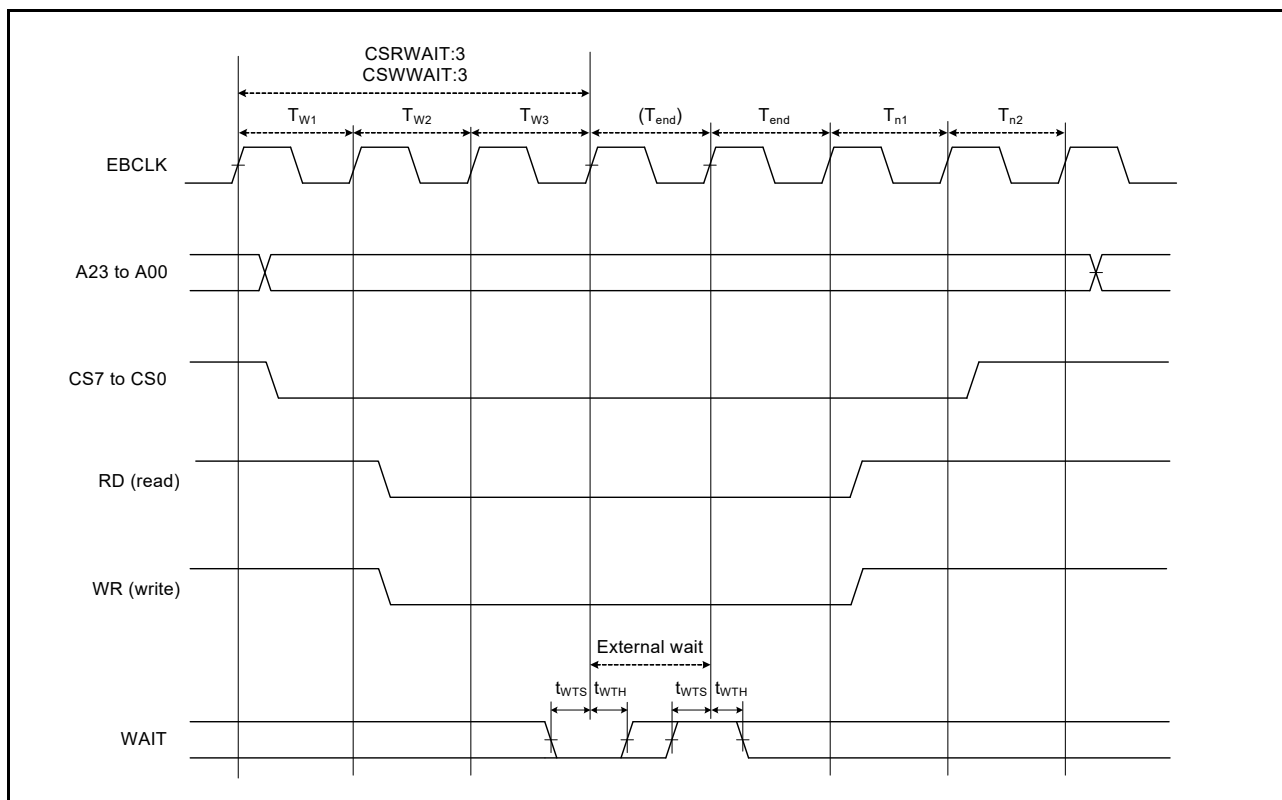 CSRWAIT:3
CSWWAIT:3
TW1 TW2 TW3 (Tend) Tend Tn1 Tn2
EBCLK
A23 to A00
CS7 to CS0
RD (read)
WR (write)
External wait
tWTS tWTH tWTS tWTH
WAIT